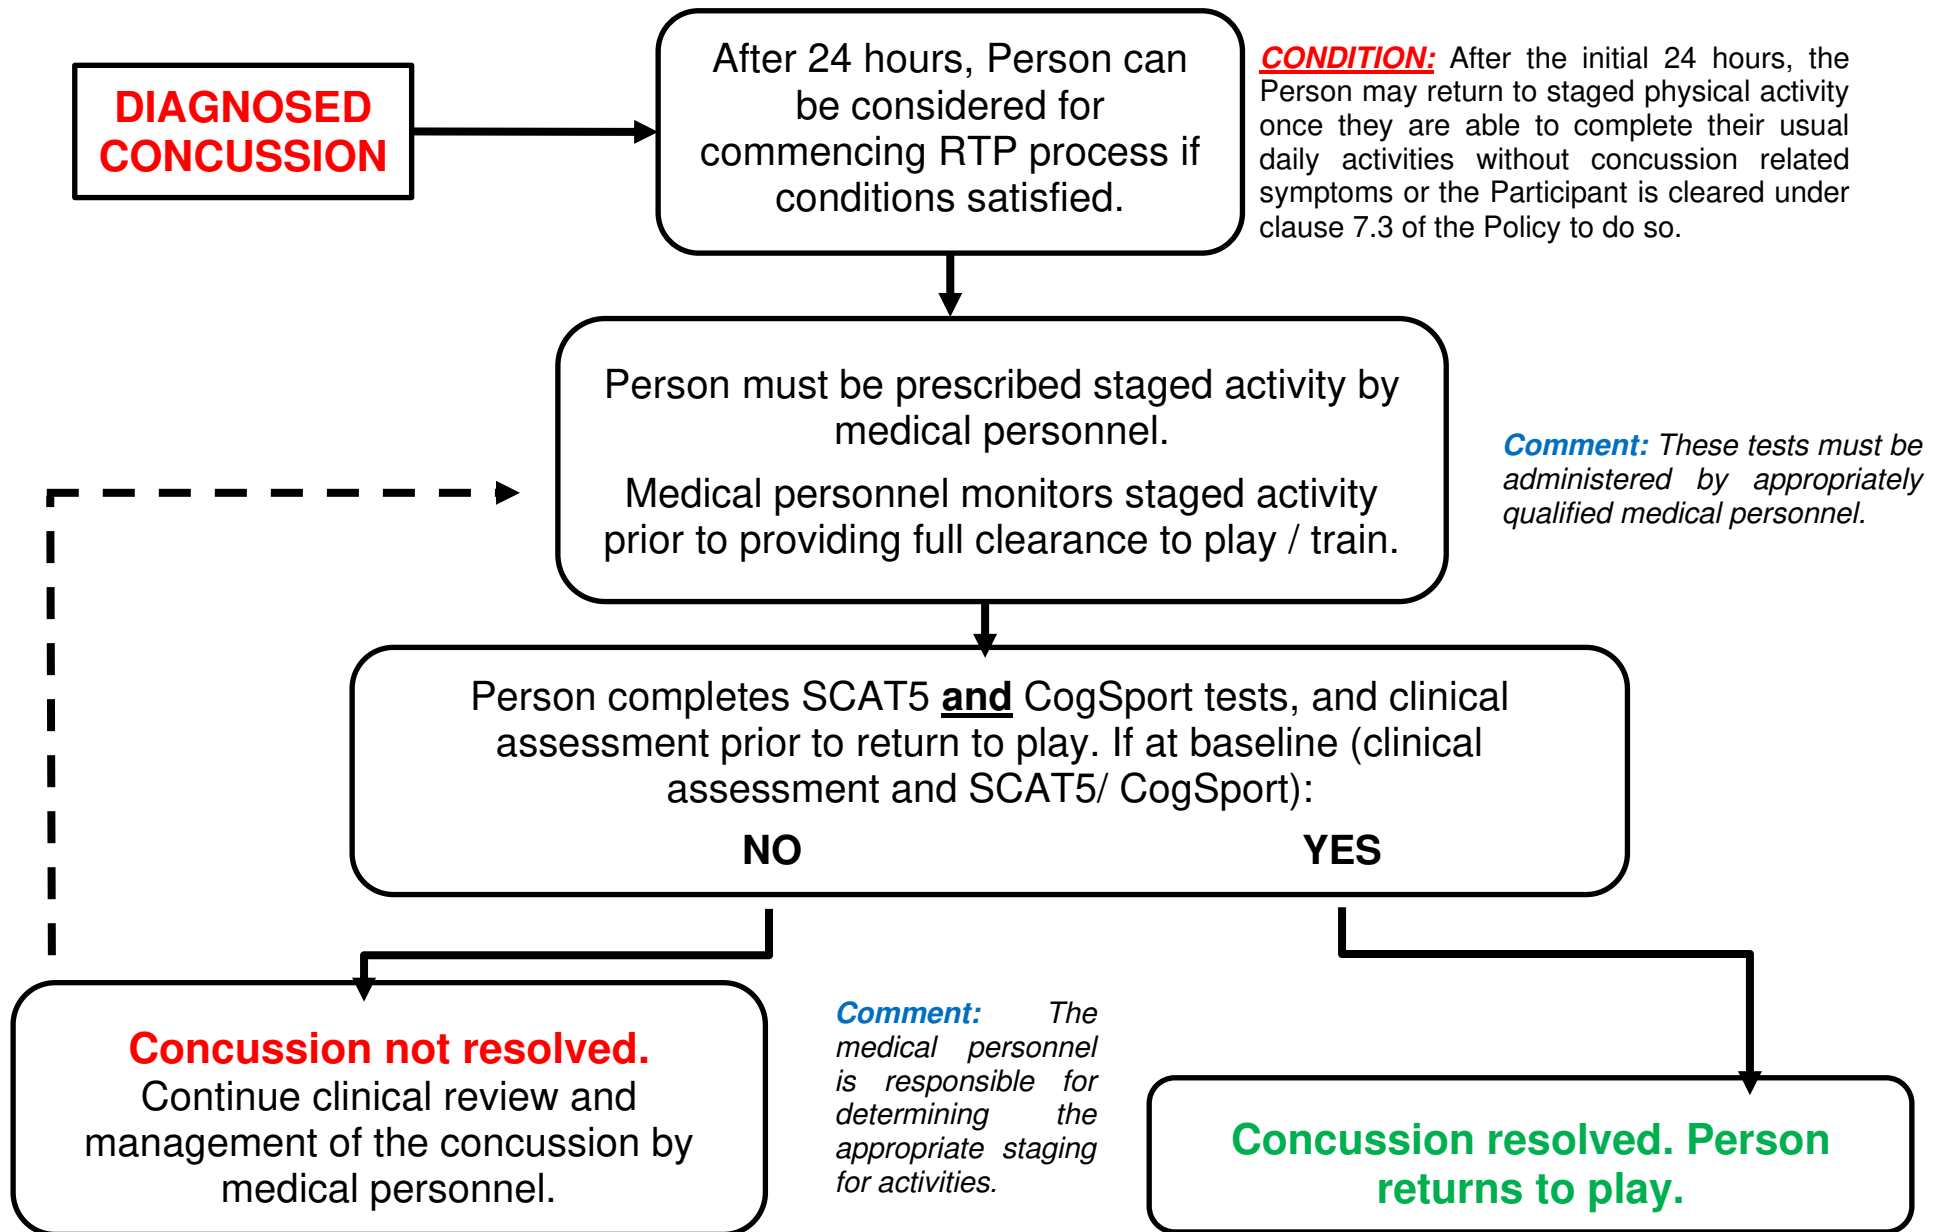 DIAGNOSED
CONCUSSION
After 24 hours, Person can
be considered for
commencing RTP process if
conditions satisfied.
CONDITION: After the initial 24 hours, the
Person may return to staged physical activity
once they are able to complete their usual
daily activities without concussion related
symptoms or the Participant is cleared under
clause 7.3 of the Policy to do so.
Person must be prescribed staged activity by
medical personnel.
Medical personnel monitors staged activity
prior to providing full clearance to play / train.
Comment: These tests must be
administered by appropriately
qualified medical personnel.
Person completes SCAT5 and CogSport tests, and clinical
assessment prior to return to play. If at baseline (clinical
assessment and SCAT5/ CogSport):
NO YES
Concussion not resolved.
Continue clinical review and
management of the concussion by
medical personnel.
Comment: The
medical personnel
is responsible for
determining the
appropriate staging
for activities.
Concussion resolved. Person
returns to play.